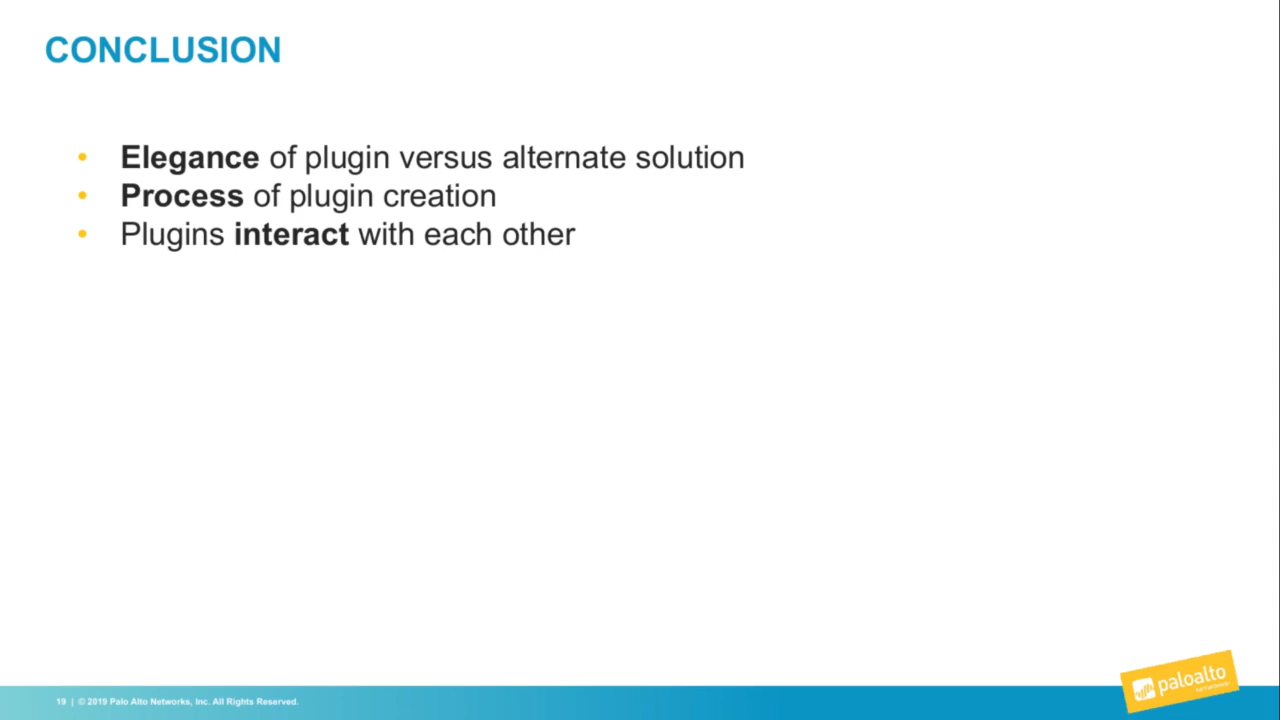 CONCLUSION
• Elegance of plugin versus alternate solution
• Process of plugin creation
• Plugins interact with each other
19 | © 2019 Palo Alto Networks, Inc. All Rights Reserved.
paloalto